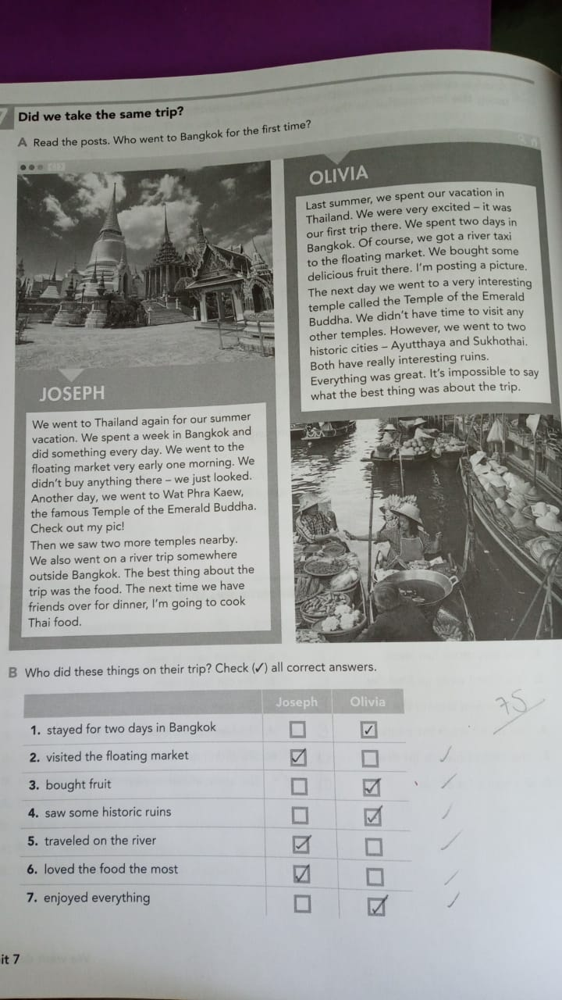 7 Did we take the same trip?
A Read the posts. Who went to Bangkok for the first time?
OLIVIA
Last summer, we spent our vacation in
Thailand. We were very excited – it was
our first trip there. We spent two days in
Bangkok. Of course, we got a river taxi
to the floating market. We bought some
delicious fruit there. I'm posting a picture.
The next day we went to a very interesting
temple called the Temple of the Emerald
Buddha. We didn't have time to visit any
other temples. However, we went to two
historic cities – Ayutthaya and Sukhothai.
Both have really interesting ruins.
Everything was great. It's impossible to say
what the best thing was about the trip.
JOSEPH
We went to Thailand again for our summer
vacation. We spent a week in Bangkok and
did something every day. We went to the
floating market very early one morning. We
didn't buy anything there – we just looked.
Another day, we went to Wat Phra Kaew,
the famous Temple of the Emerald Buddha.
Check out my pic!
Then we saw two more temples nearby.
We also went on a river trip somewhere
outside Bangkok. The best thing about the
trip was the food. The next time we have
friends over for dinner, I'm going to cook
Thai food.
B Who did these things on their trip? Check (✓) all correct answers.
Joseph Olivia
75
1. stayed for two days in Bangkok ☐ ☑
2. visited the floating market ☑ ☐ ✓
3. bought fruit ☐ ☑ ✓
4. saw some historic ruins ☐ ☑ ✓
5. traveled on the river ☑ ☐ ✓
6. loved the food the most ☑ ☐ ✓
7. enjoyed everything ☐ ☑ ✓
it 7